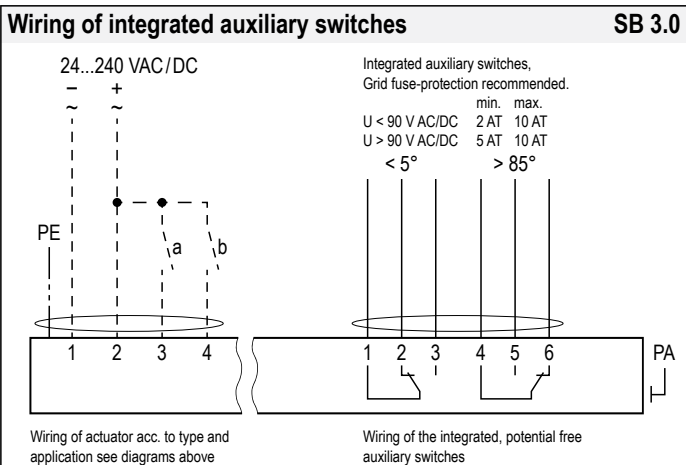 Wiring of integrated auxiliary switches SB 3.0
24...240 VAC/DC
– +
~ ~
Integrated auxiliary switches,
Grid fuse-protection recommended.
min. max.
U < 90 V AC/DC 2 AT 10 AT
U > 90 V AC/DC 5 AT 10 AT
< 5° > 85°
PE
a b
1 2 3 4 1 2 3 4 5 6 PA
Wiring of actuator acc. to type and
application see diagrams above
Wiring of the integrated, potential free
auxiliary switches